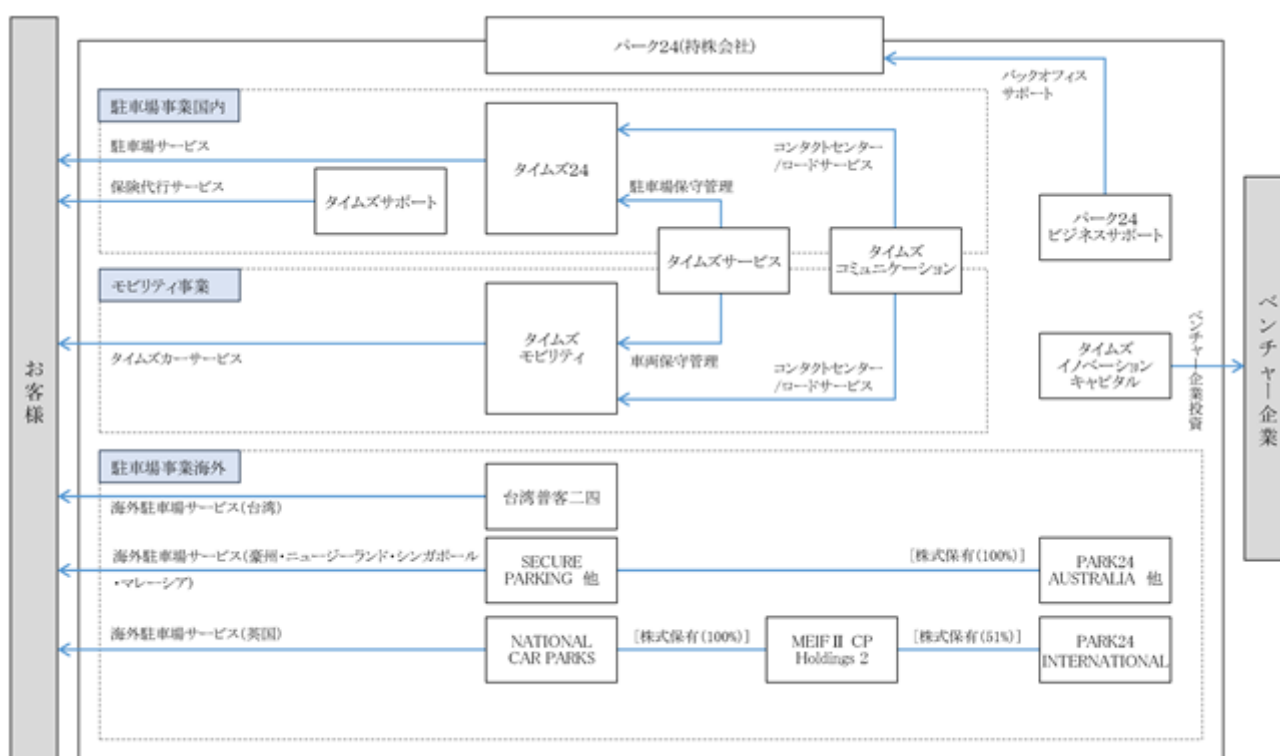 パーク24(持株会社)
バックオフィス
サポート
駐車場事業国内
駐車場サービス
保険代行サービス
タイムズサポート
タイムズ24
コンタクトセンター
/ロードサービス
駐車場保守管理
タイムズサービス
タイムズ
コミュニケーション
パーク24
ビジネスサポート
モビリティ事業
タイムズカーサービス
タイムズ
モビリティ
車両保守管理
コンタクトセンター
/ロードサービス
タイムズ
イノベーション
キャピタル
ベンチャー企業投資
ベンチャー企業
お客様
駐車場事業海外
海外駐車場サービス(台湾)
台湾普客二四
海外駐車場サービス(豪州・ニュージーランド・シンガポール
・マレーシア)
SECURE
PARKING 他
[株式保有(100%)]
PARK24
AUSTRALIA 他
海外駐車場サービス(英国)
NATIONAL
CAR PARKS
[株式保有(100%)]
MEIFⅡ CP
Holdings 2
[株式保有(51%)]
PARK24
INTERNATIONAL